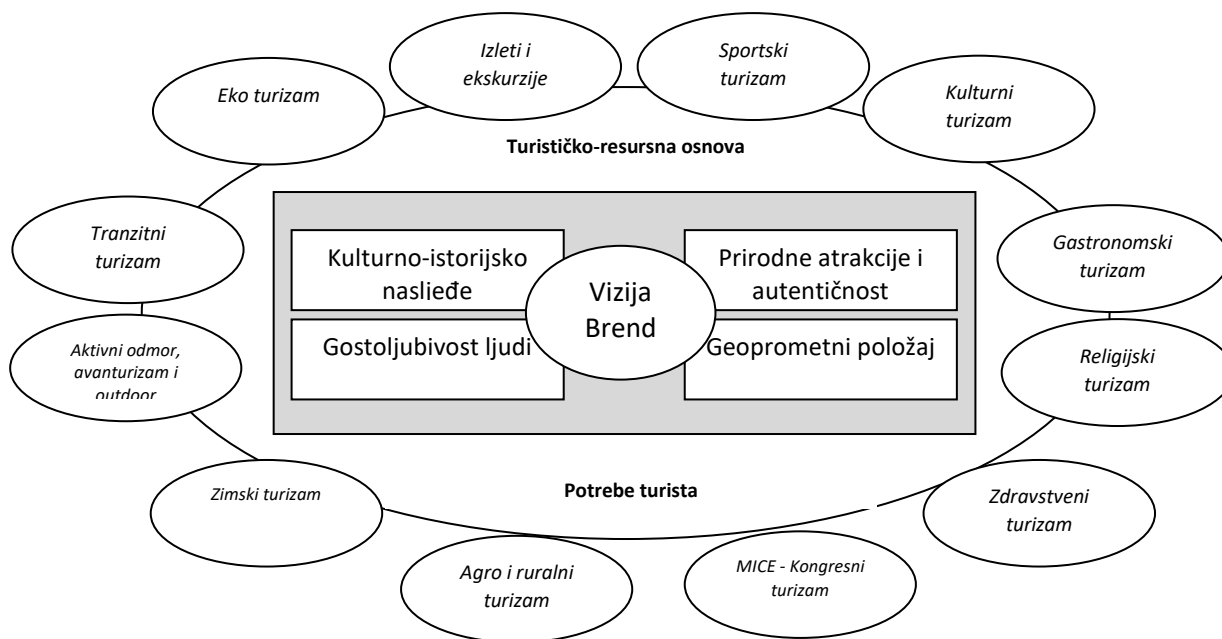 Izleti i
ekskurzije
Sportski
turizam
Eko turizam
Kulturni
turizam
Turističko-resursna osnova
Tranzitni
turizam
Gastronomski
turizam
Kulturno-istorijsko
nasljeđe
Prirodne atrakcije i
autentičnost
Vizija
Brend
Gostoljubivost ljudi
Geoprometni položaj
Aktivni odmor,
avanturizam i
outdoor
Religijski
turizam
Zimski turizam
Potrebe turista
Zdravstveni
turizam
Agro i ruralni
turizam
MICE - Kongresni
turizam